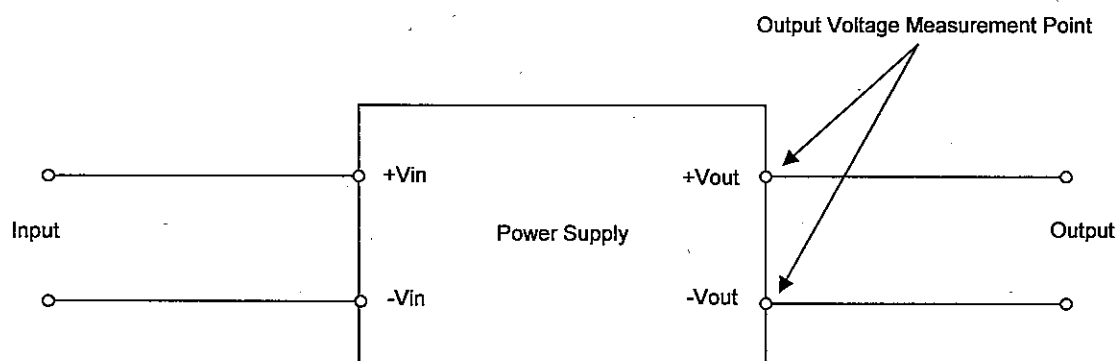 Output Voltage Measurement Point
+Vin
+Vout
Input
Power Supply
Output
-Vin
-Vout